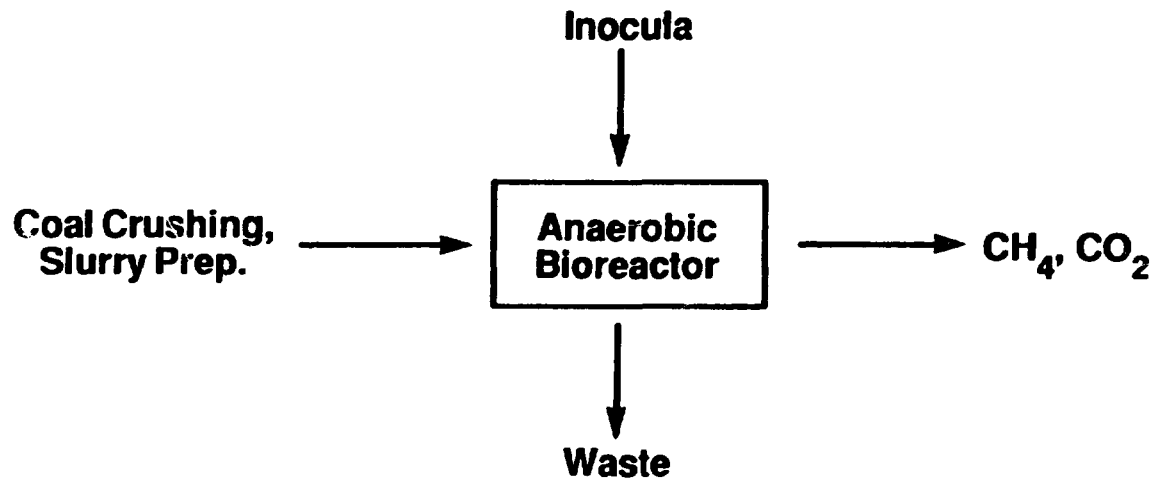 Inocula
Coal Crushing,
Slurry Prep.
Anaerobic
Bioreactor
CH₄, CO₂
Waste